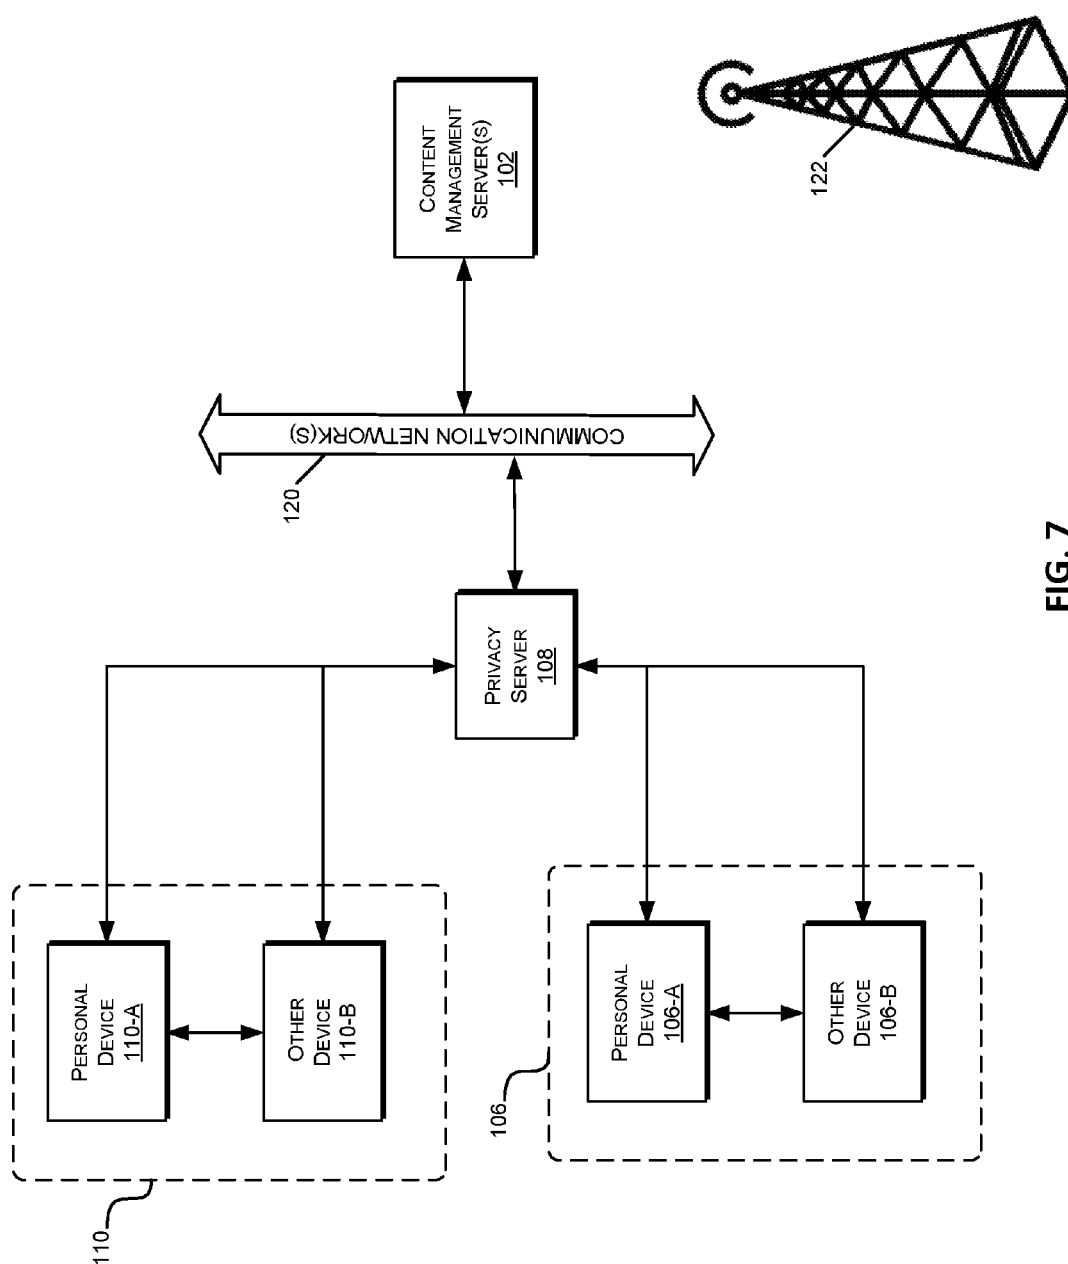 110
PERSONAL
DEVICE
110-A
OTHER
DEVICE
110-B
106
PERSONAL
DEVICE
106-A
OTHER
DEVICE
106-B
PRIVACY
SERVER
108
120
COMMUNICATION NETWORK(S)
CONTENT
MANAGEMENT
SERVER(S)
102
122
FIG. 7